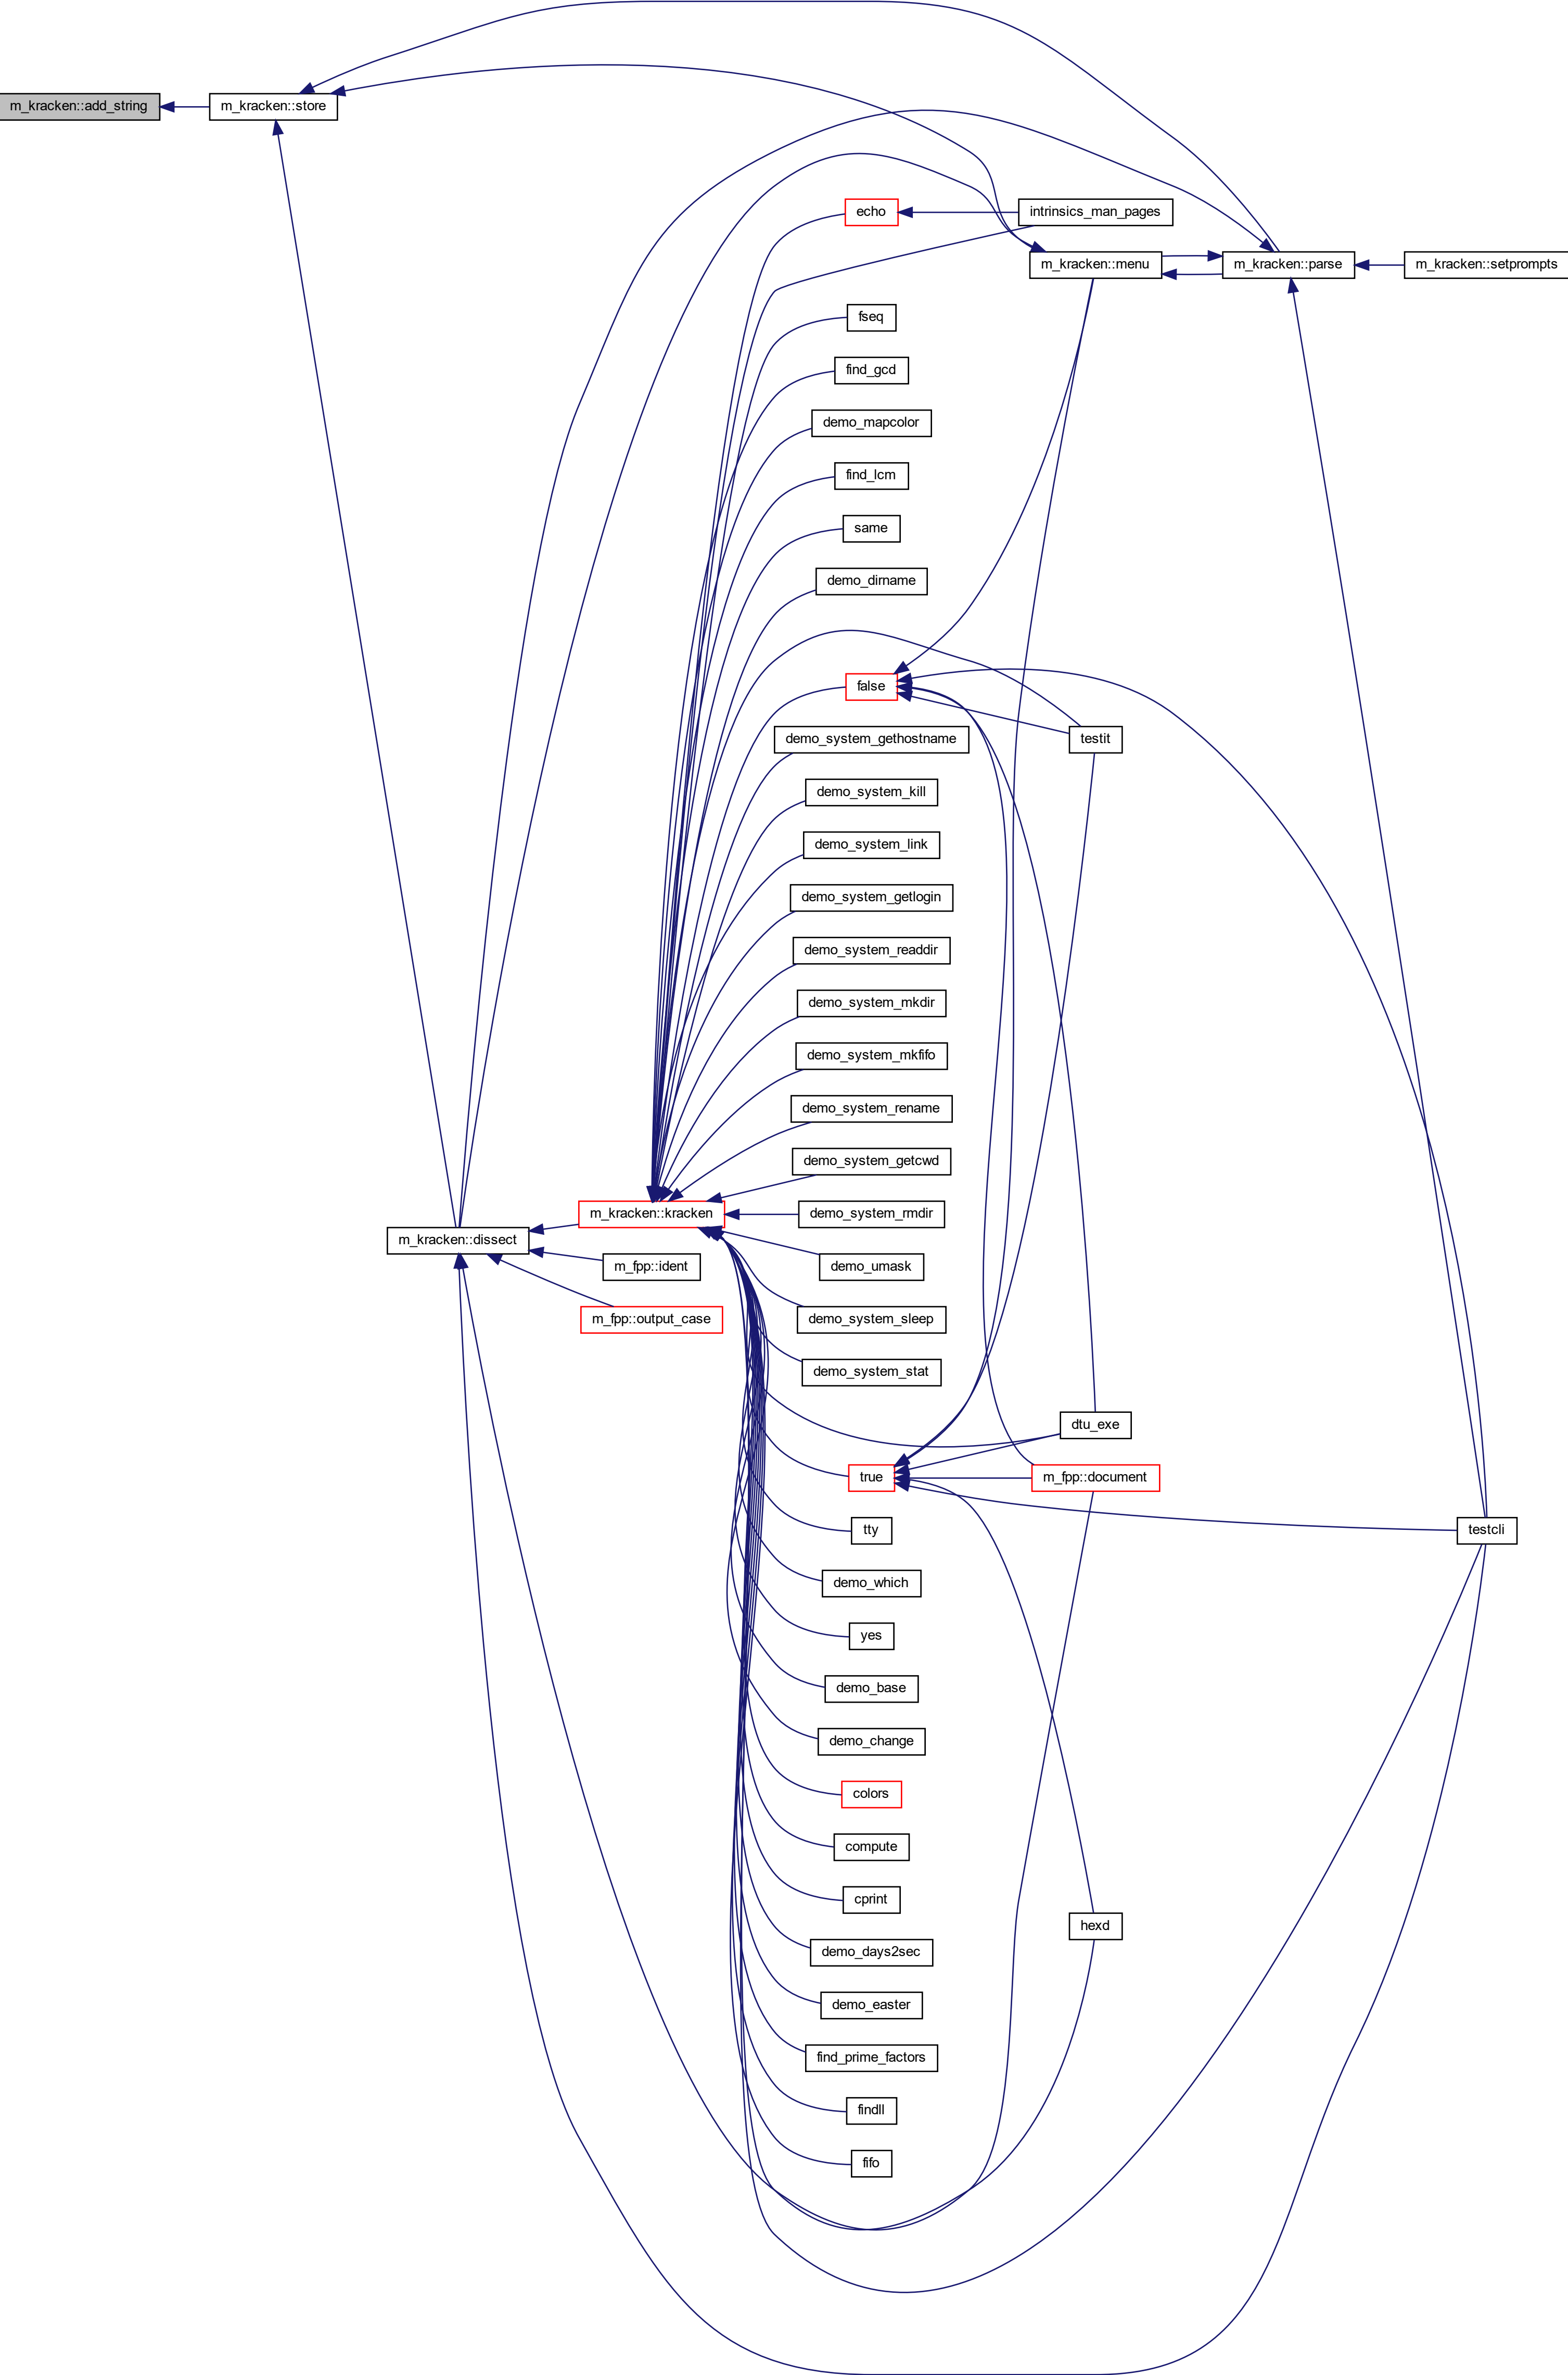 m_kracken::add_string
m_kracken::store
echo
intrinsics_man_pages
m_kracken::menu
m_kracken::parse
m_kracken::setprompts
fseq
find_gcd
demo_mapcolor
find_lcm
same
demo_dirname
false
demo_system_gethostname
testit
demo_system_kill
demo_system_link
demo_system_getlogin
demo_system_readdir
demo_system_mkdir
demo_system_mkfifo
demo_system_rename
demo_system_getcwd
m_kracken::kracken
demo_system_rmdir
m_kracken::dissect
m_fpp::ident
demo_umask
m_fpp::output_case
demo_system_sleep
demo_system_stat
dtu_exe
true
m_fpp::document
tty
testcli
demo_which
yes
demo_base
demo_change
colors
compute
cprint
hexd
demo_days2sec
demo_easter
find_prime_factors
findll
fifo